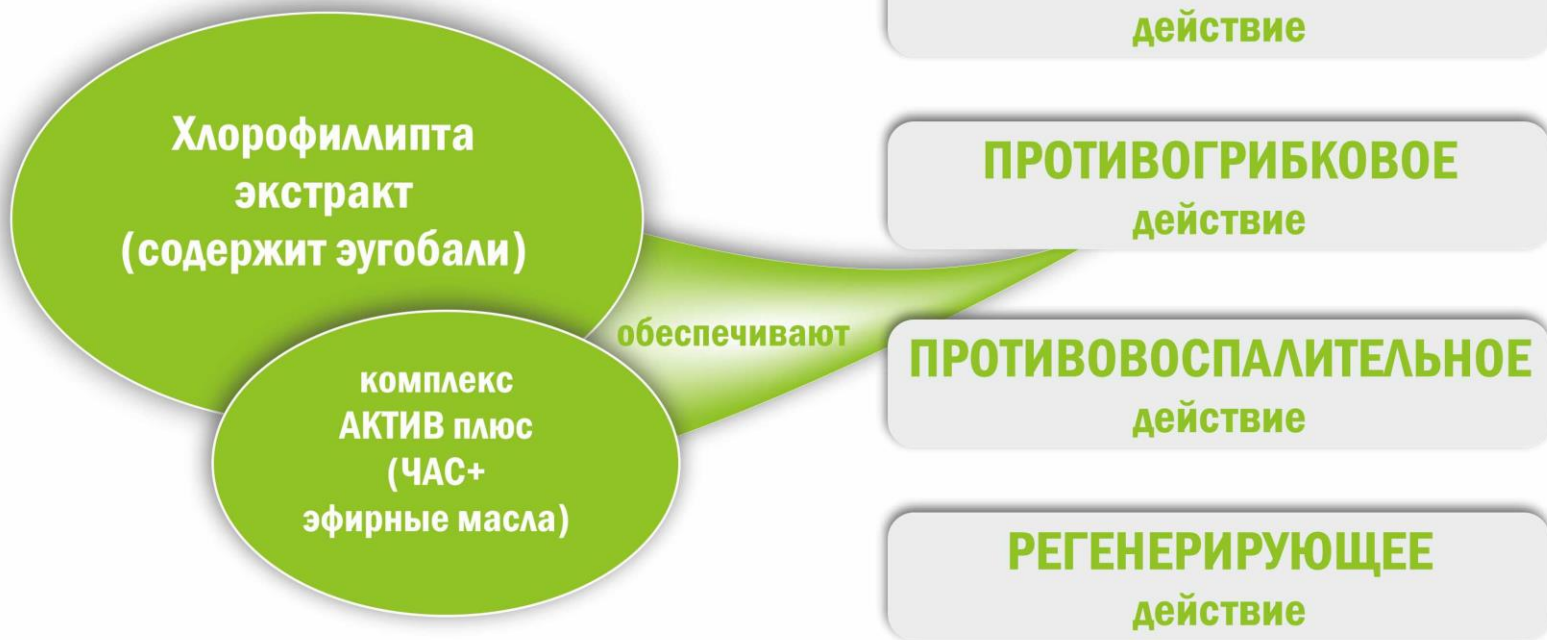 Хлорофиллипта
экстракт
(содержит эугобали)
комплекс
АКТИВ плюс
(ЧАС+
эфирные масла)
обеспечивают
действие
ПРОТИВОГРИБКОВОЕ
действие
ПРОТИВОВОСПАЛИТЕЛЬНОЕ
действие
РЕГЕНЕРИРУЮЩЕЕ
действие